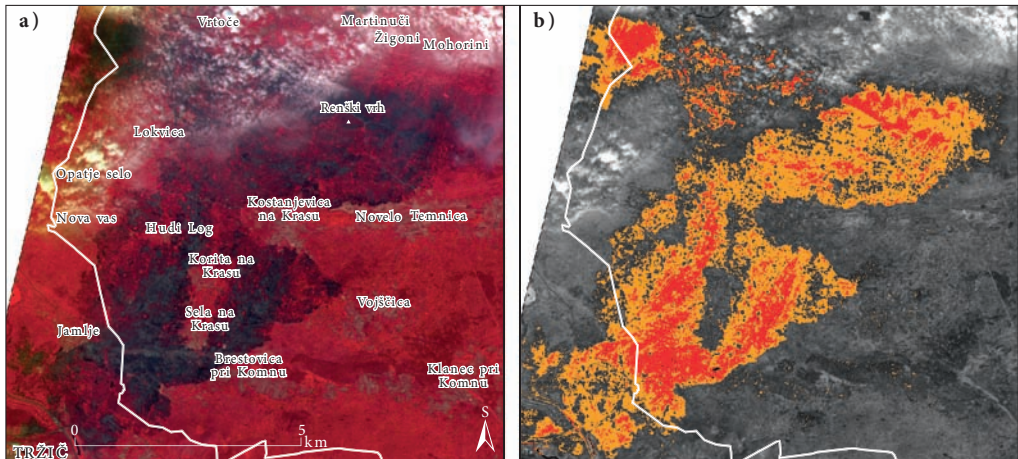 a)
b)
Vrtoče
Martinuči
Žigoni
Mohorini
Renški vrh
Lokvica
Opatje selo
Kostanjevica
na Krasu
Nova vas
Novelo Temnica
Hudi Log
Korita na
Krasu
Vojščica
Sela na
Krasu
Jamlje
Brestovica
pri Komnu
Klanec pri
Komnu
S
0 5
km
TRŽIČ